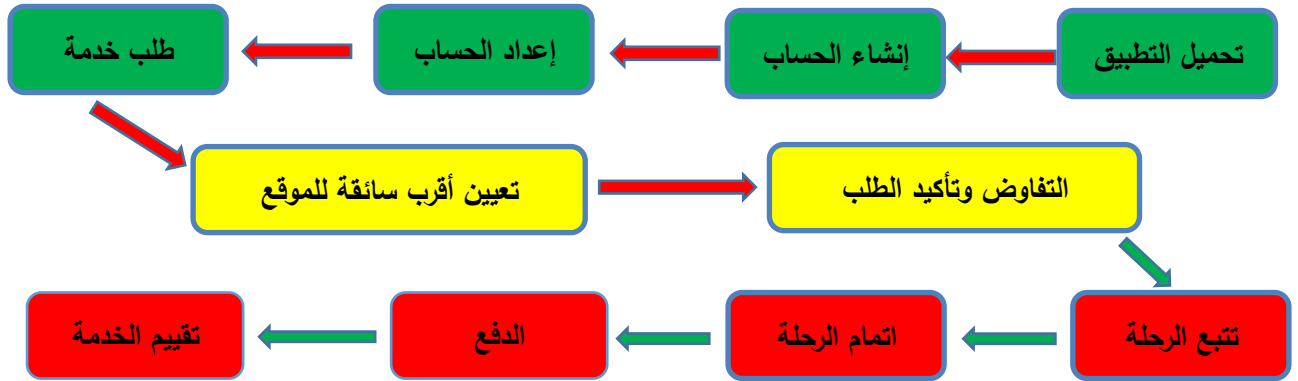 تحميل التطبيق
إنشاء الحساب
إعداد الحساب
طلب خدمة
تعيين أقرب سائقة للموقع
التفاوض وتأكيد الطلب
تتبع الرحلة
اتمام الرحلة
الدفع
تقييم الخدمة